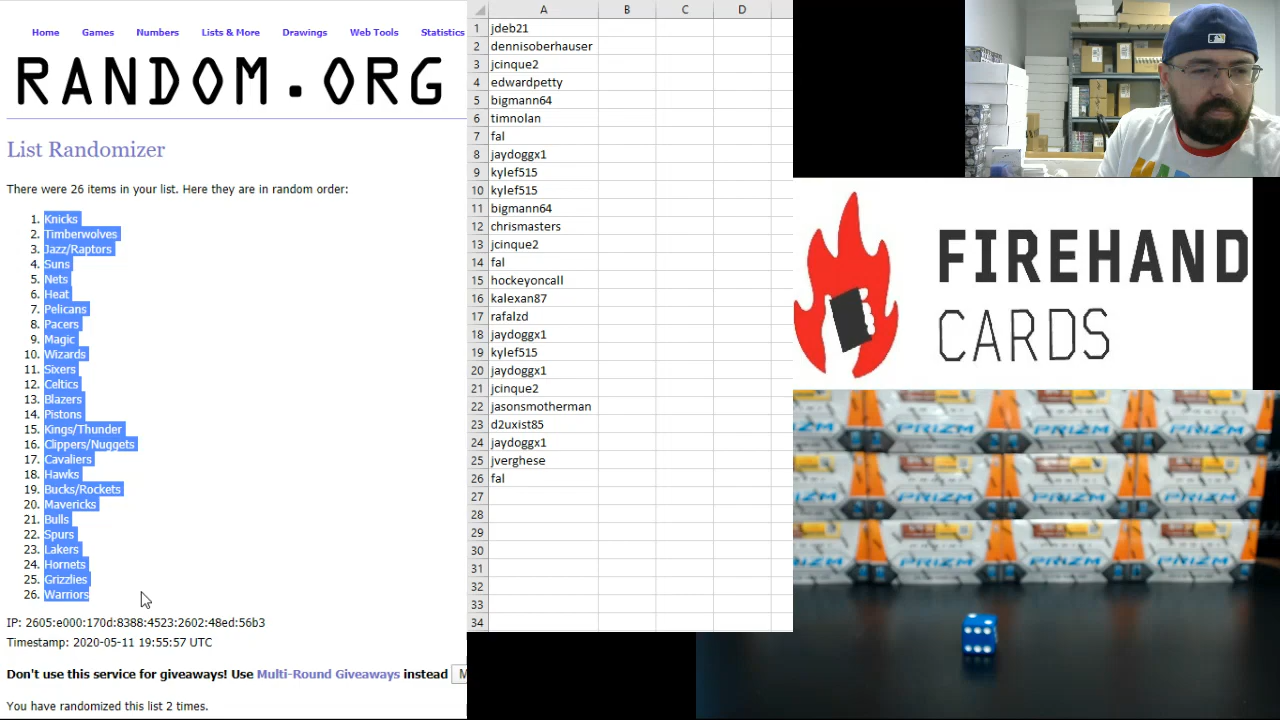 Home Games Numbers Lists & More Drawings Web Tools Statistics
RANDOM.ORG
List Randomizer
There were 26 items in your list. Here they are in random order:
1. Knicks
2. Timberwolves
3. Jazz/Raptors
4. Suns
5. Nets
6. Heat
7. Pelicans
8. Pacers
9. Magic
10. Wizards
11. Sixers
12. Celtics
13. Blazers
14. Pistons
15. Kings/Thunder
16. Clippers/Nuggets
17. Cavaliers
18. Hawks
19. Bucks/Rockets
20. Mavericks
21. Bulls
22. Spurs
23. Lakers
24. Hornets
25. Grizzlies
26. Warriors
IP: 2605:e000:170d:8388:4523:2602:48ed:56b3
Timestamp: 2020-05-11 19:55:57 UTC
Don't use this service for giveaways! Use Multi-Round Giveaways instead
You have randomized this list 2 times.
A B C D
1 jdeb21
2 dennisoberhauser
3 jcinque2
4 edwardpetty
5 bigmann64
6 timnolan
7 fal
8 jaydoggx1
9 kylef515
10 kylef515
11 bigmann64
12 chrismasters
13 jcinque2
14 fal
15 hockeyoncall
16 kalexan87
17 rafalzd
18 jaydoggx1
19 kylef515
20 jaydoggx1
21 jcinque2
22 jasonsmotherman
23 d2uxist85
24 jaydoggx1
25 jverghese
26 fal
27
28
29
30
31
32
33
34
FIREHAND
CARDS
PRIZM PRIZM PRIZM
PRIZM PRIZM PRIZM
PRIZM PRIZM PRIZM